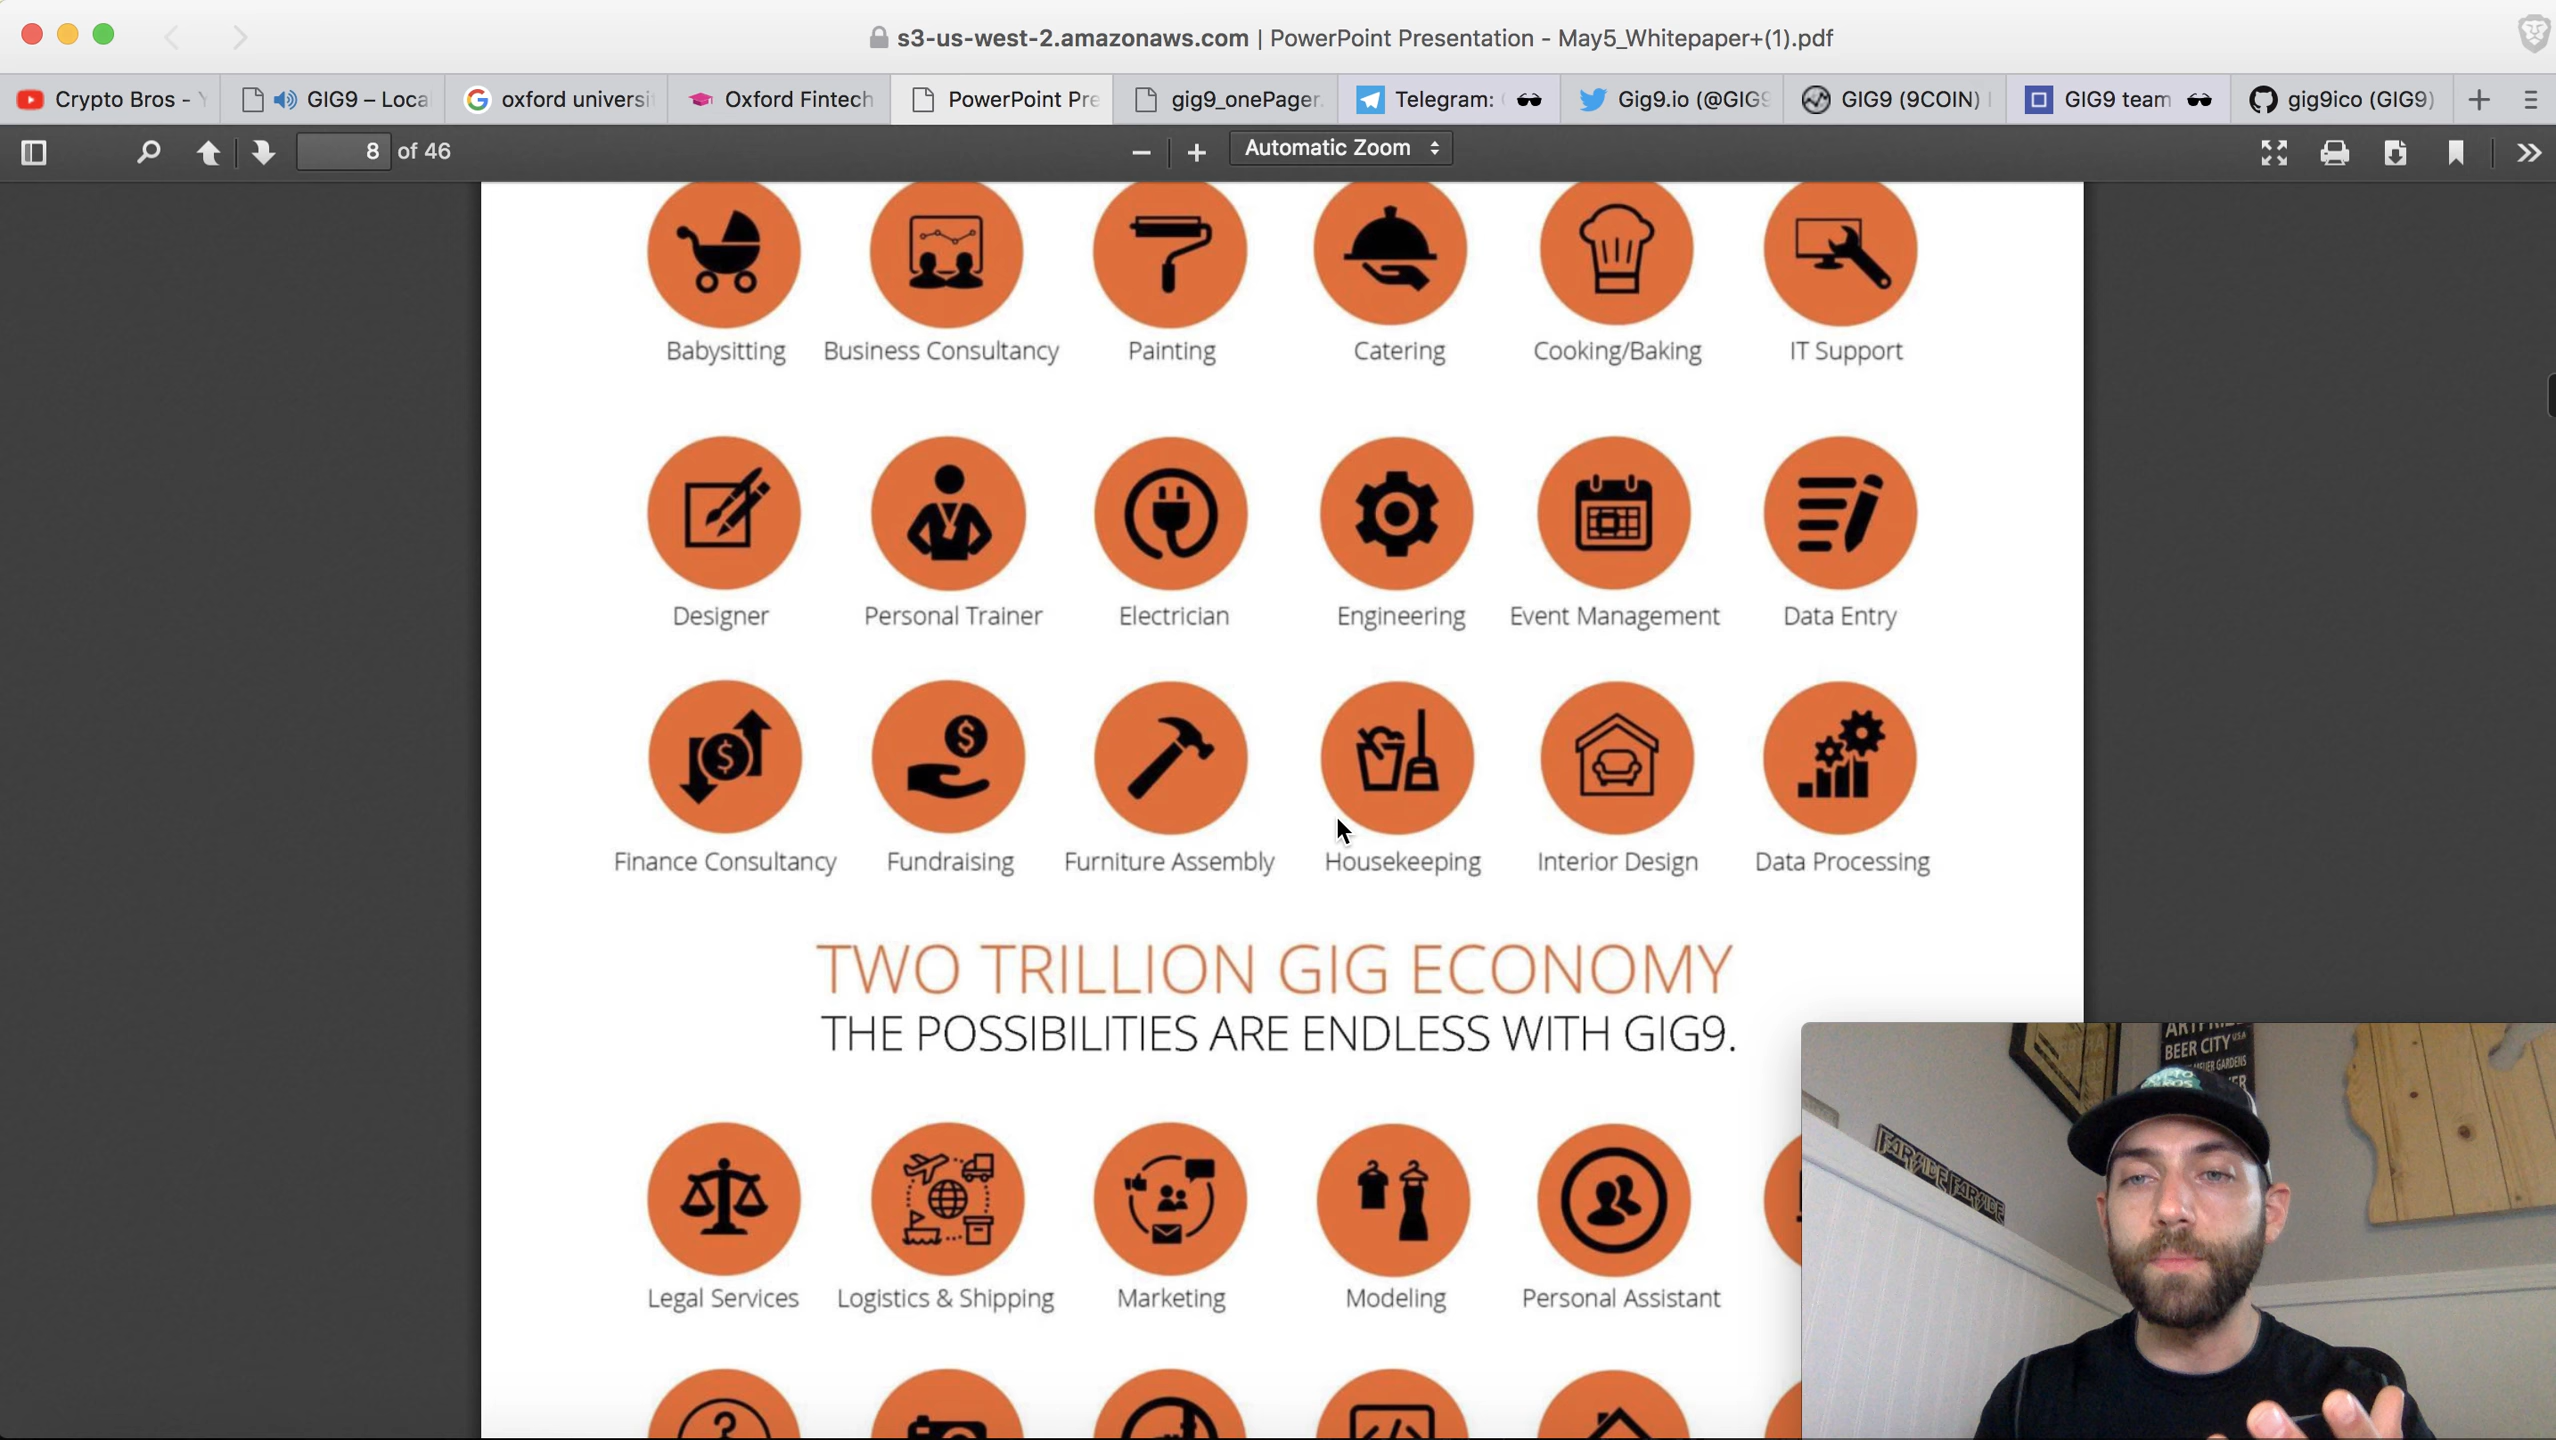 s3-us-west-2.amazonaws.com | PowerPoint Presentation - May5_Whitepaper+(1).pdf
Crypto Bros - Y
GIG9 – Loca
oxford universi
Oxford Fintech
PowerPoint Pre
gig9_onePager.
Telegram:
Gig9.io (@GIG9
GIG9 (9COIN)
GIG9 team
gig9ico (GIG9)
8 of 46
Automatic Zoom
Babysitting Business Consultancy Painting Catering Cooking/Baking IT Support
Designer Personal Trainer Electrician Engineering Event Management Data Entry
Finance Consultancy Fundraising Furniture Assembly Housekeeping Interior Design Data Processing
TWO TRILLION GIG ECONOMY
THE POSSIBILITIES ARE ENDLESS WITH GIG9.
Legal Services Logistics & Shipping Marketing Modeling Personal Assistant
BEER CITY USA